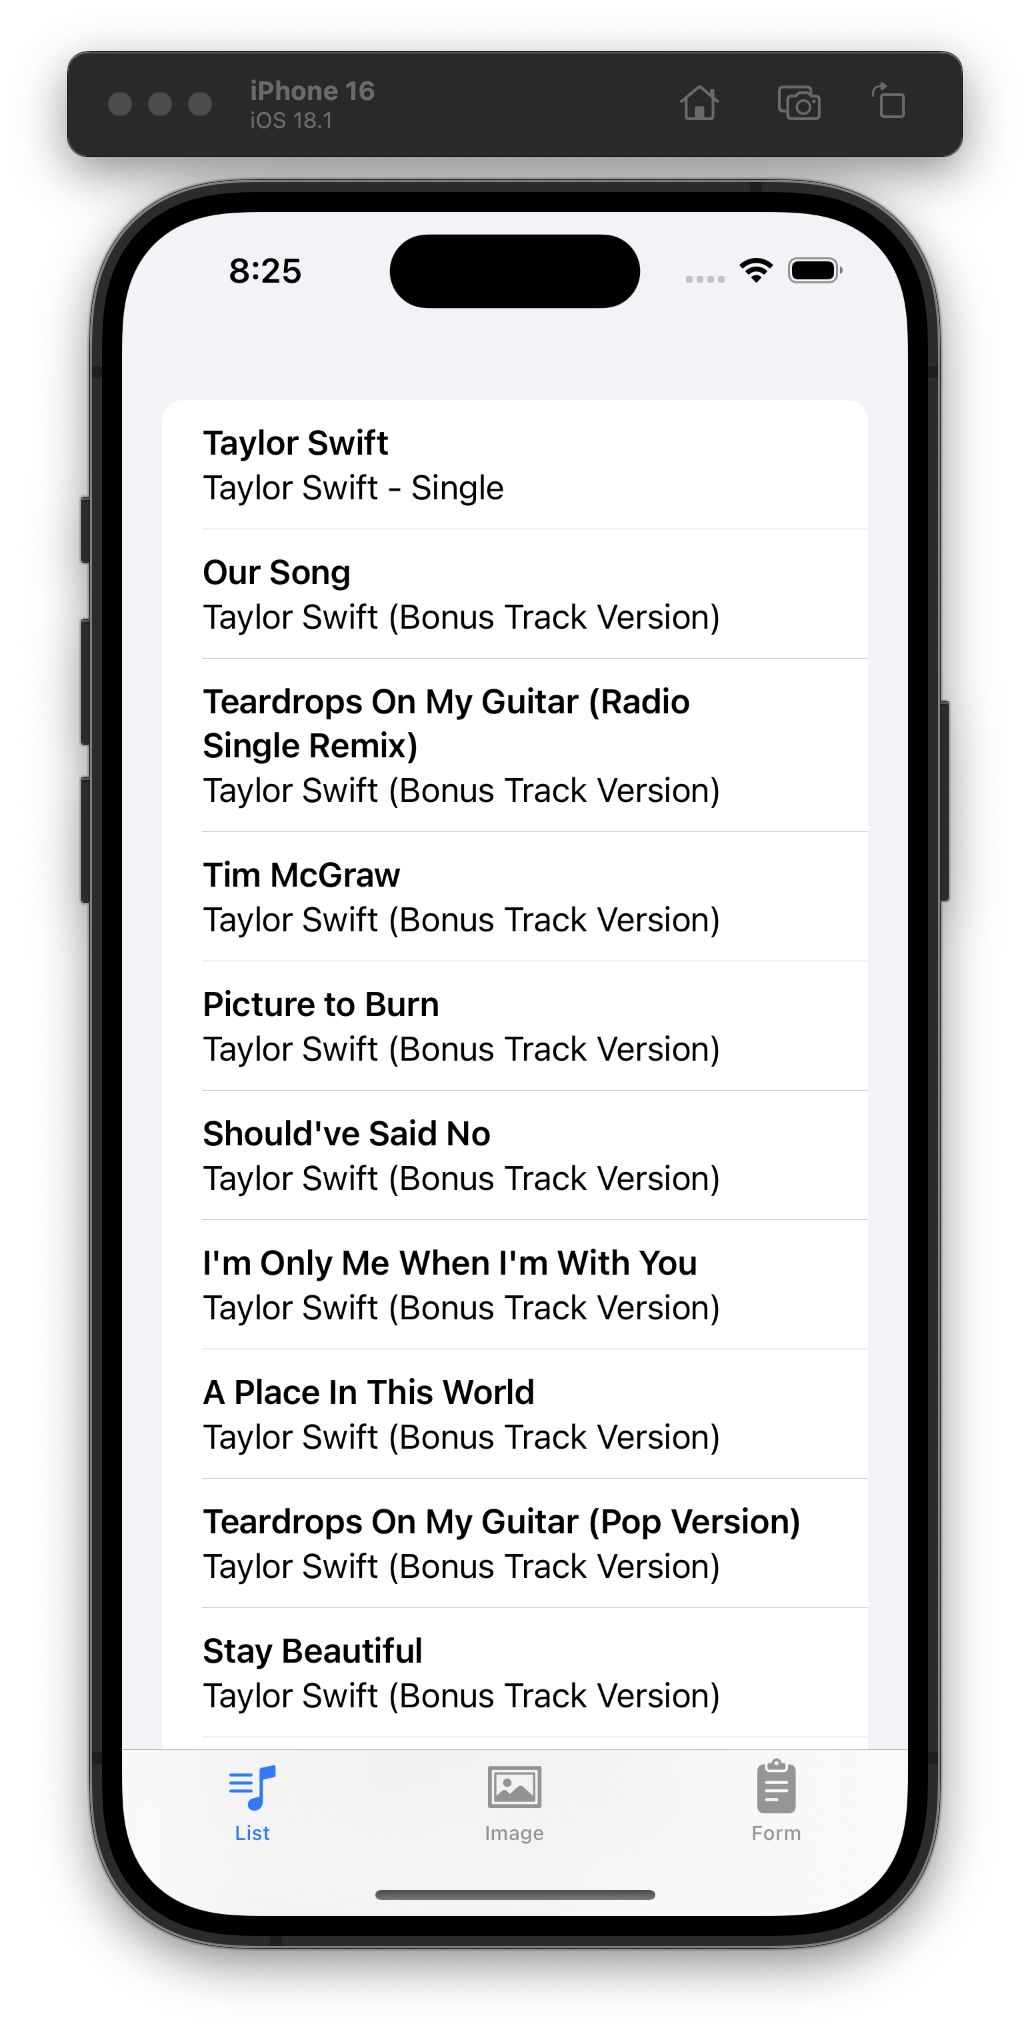 iPhone 16
iOS 18.1
8:25
Taylor Swift
Taylor Swift - Single
Our Song
Taylor Swift (Bonus Track Version)
Teardrops On My Guitar (Radio
Single Remix)
Taylor Swift (Bonus Track Version)
Tim McGraw
Taylor Swift (Bonus Track Version)
Picture to Burn
Taylor Swift (Bonus Track Version)
Should've Said No
Taylor Swift (Bonus Track Version)
I'm Only Me When I'm With You
Taylor Swift (Bonus Track Version)
A Place In This World
Taylor Swift (Bonus Track Version)
Teardrops On My Guitar (Pop Version)
Taylor Swift (Bonus Track Version)
Stay Beautiful
Taylor Swift (Bonus Track Version)
List
Image
Form